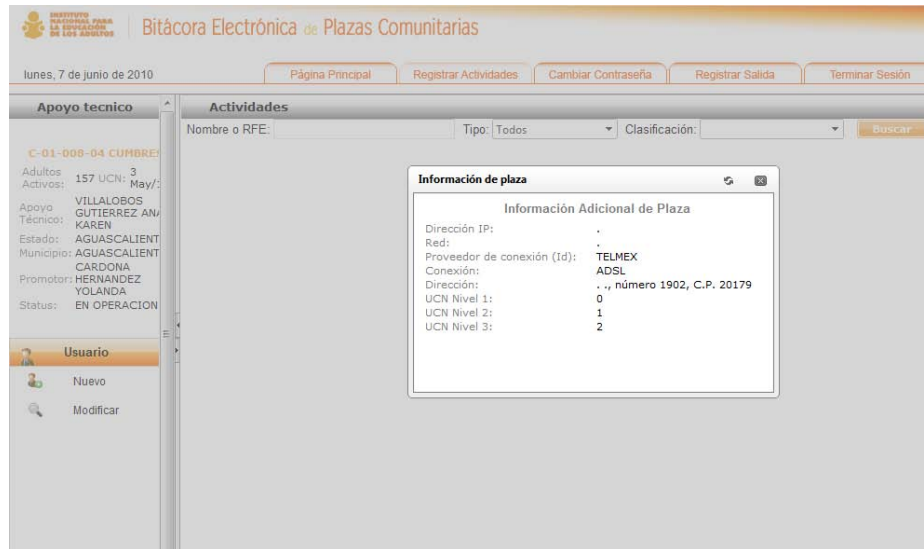 INSTITUTO
NACIONAL PARA
LA EDUCACIÓN
DE LOS ADULTOS
Bitácora Electrónica de Plazas Comunitarias
lunes, 7 de junio de 2010
Página Principal
Registrar Actividades
Cambiar Contraseña
Registrar Salida
Terminar Sesión
Apoyo tecnico
Actividades
Nombre o RFE:
Tipo: Todos
Clasificación:
Buscar
C-01-008-04 CUMBRES
Adultos Activos: 157 UCN: 3 May/
Apoyo Técnico: VILLALOBOS GUTIERREZ ANA KAREN
Estado: AGUASCALIENT
Municipio: AGUASCALIENT
Promotor: CARDONA HERNANDEZ YOLANDA
Status: EN OPERACION
Usuario
Nuevo
Modificar
Información de plaza
Información Adicional de Plaza
Dirección IP: .
Red: .
Proveedor de conexión (Id): TELMEX
Conexión: ADSL
Dirección: . ., número 1902, C.P. 20179
UCN Nivel 1: 0
UCN Nivel 2: 1
UCN Nivel 3: 2